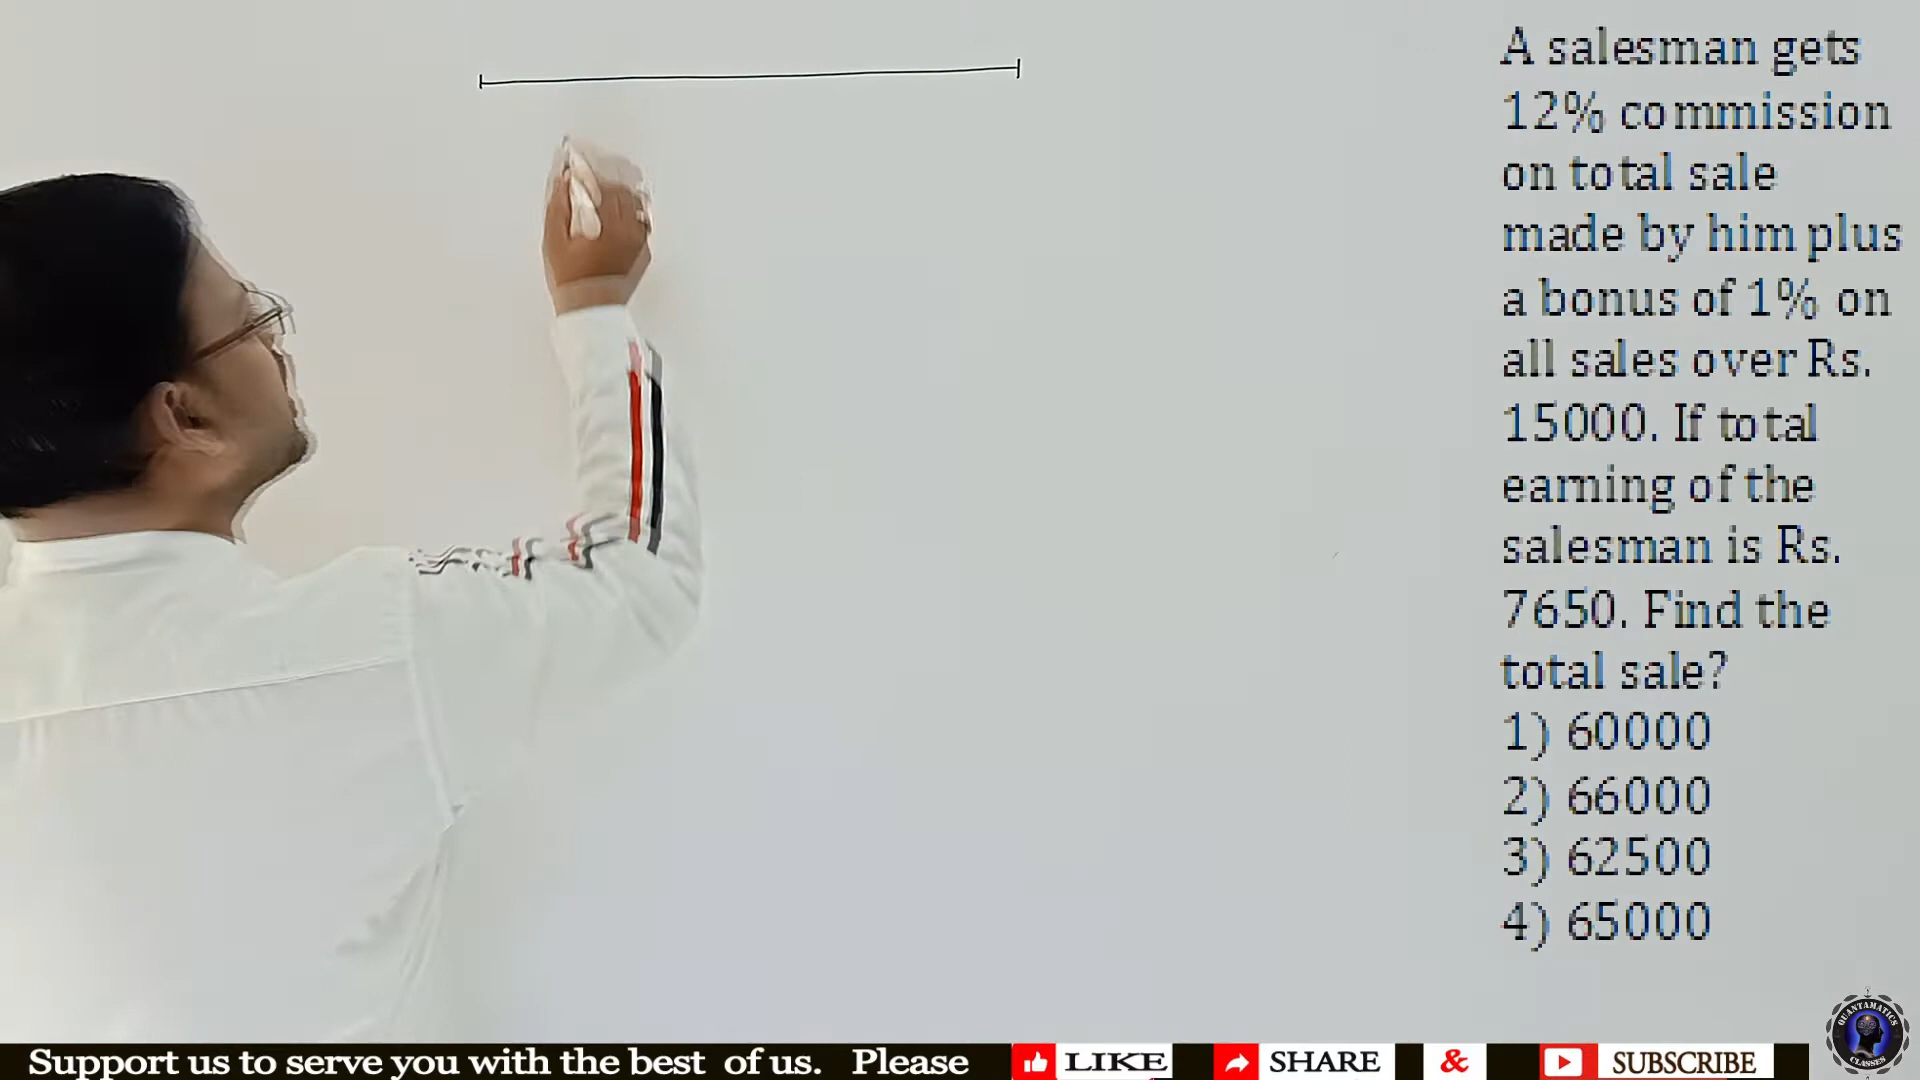 A salesman gets
12% commission
on total sale
made by him plus
a bonus of 1% on
all sales over Rs.
15000. If total
earning of the
salesman is Rs.
7650. Find the
total sale?
1) 60000
2) 66000
3) 62500
4) 65000
QUANTAMATICS
CLASSES
Support us to serve you with the best of us. Please LIKE SHARE & SUBSCRIBE